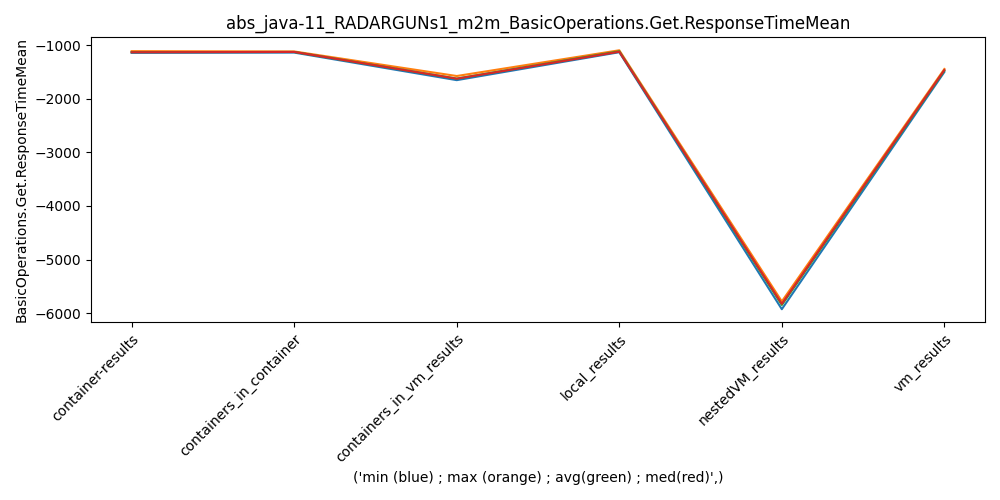 abs_java-11_RADARGUNs1_m2m_BasicOperations.Get.ResponseTimeMean
BasicOperations.Get.ResponseTimeMean
−1000
−2000
−3000
−4000
−5000
−6000
container-results
containers_in_container
containers_in_vm_results
local_results
nestedVM_results
vm_results
('min (blue) ; max (orange) ; avg(green) ; med(red)',)